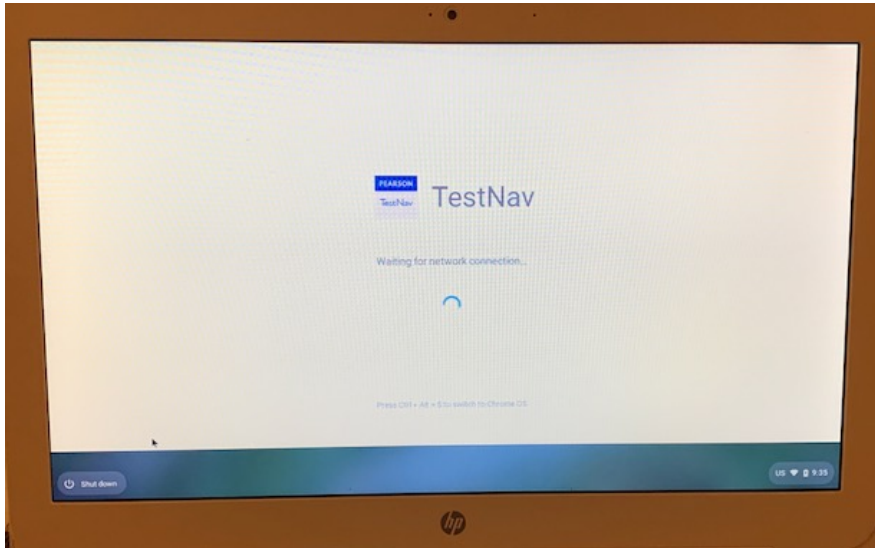 PEARSON
TestNav
TestNav
Waiting for network connection...
Press Ctrl + Alt + S to switch to Chrome OS
Shut down
US 9:35
hp